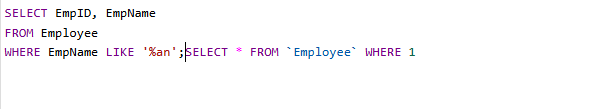 SELECT EmpID, EmpName
FROM Employee
WHERE EmpName LIKE '%an';SELECT * FROM `Employee` WHERE 1